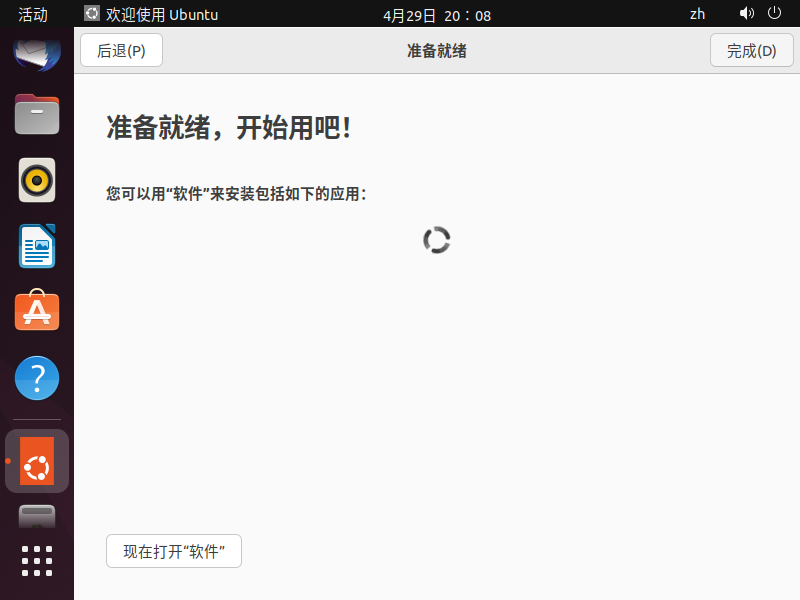 活动 欢迎使用 Ubuntu 4月29日 20：08 zh
后退(P) 准备就绪 完成(D)
准备就绪，开始用吧！
您可以用“软件”来安装包括如下的应用：
现在打开“软件”